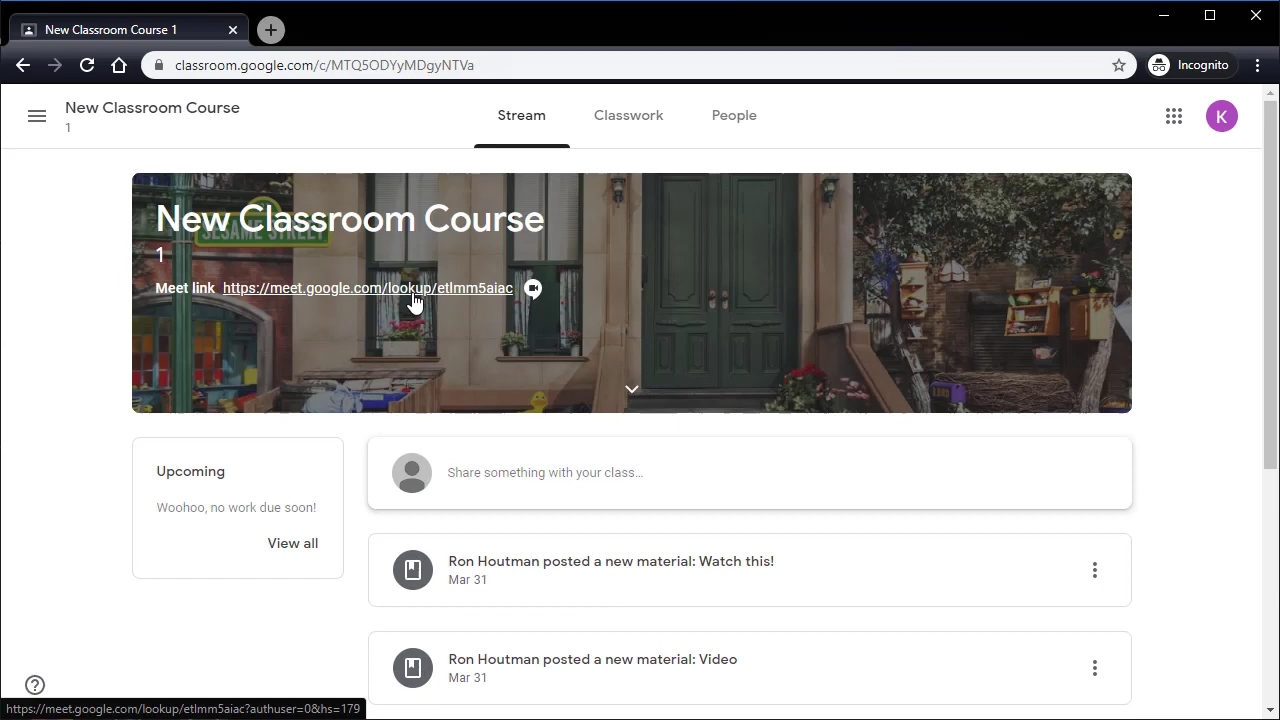 New Classroom Course 1
classroom.google.com/c/MTQ5ODYyMDgyNTVa
Incognito
New Classroom Course
1
Stream
Classwork
People
K
New Classroom Course
SESAME STREET
1
Meet link https://meet.google.com/lookup/etlmm5aiac
Upcoming
Woohoo, no work due soon!
View all
Share something with your class...
Ron Houtman posted a new material: Watch this!
Mar 31
Ron Houtman posted a new material: Video
Mar 31
https://meet.google.com/lookup/etlmm5aiac?authuser=0&hs=179